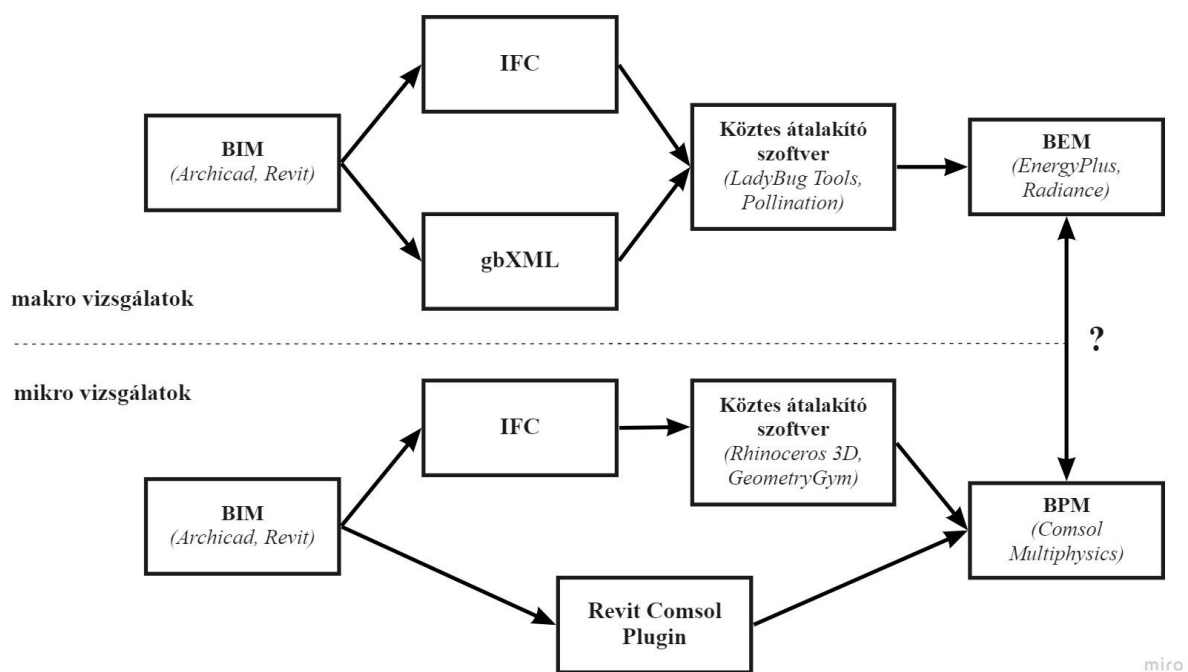 IFC
BIM
(Archicad, Revit)
gbXML
Köztes átalakító
szoftver
(LadyBug Tools,
Pollination)
BEM
(EnergyPlus,
Radiance)
makro vizsgálatok
?
mikro vizsgálatok
IFC
Köztes átalakító
szoftver
(Rhinoceros 3D,
GeometryGym)
BIM
(Archicad, Revit)
BPM
(Comsol
Multiphysics)
Revit Comsol
Plugin
miro